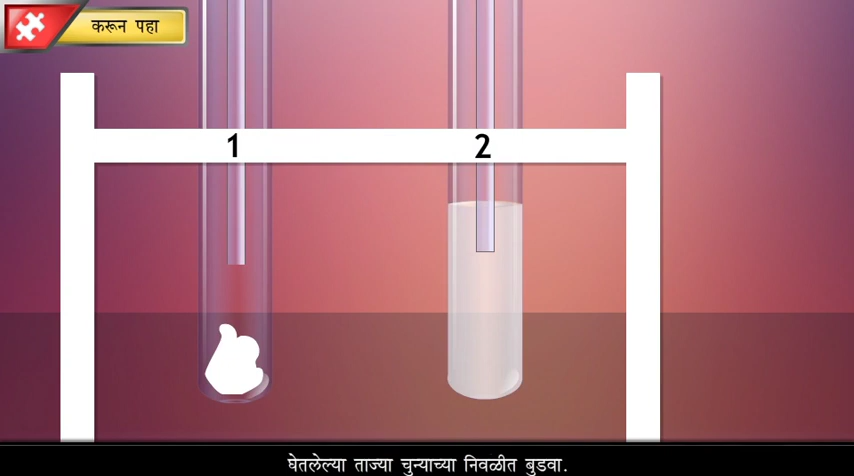 करून पहा
1
2
घेतलेल्या ताज्या चुन्याच्या निवळीत बुडवा.